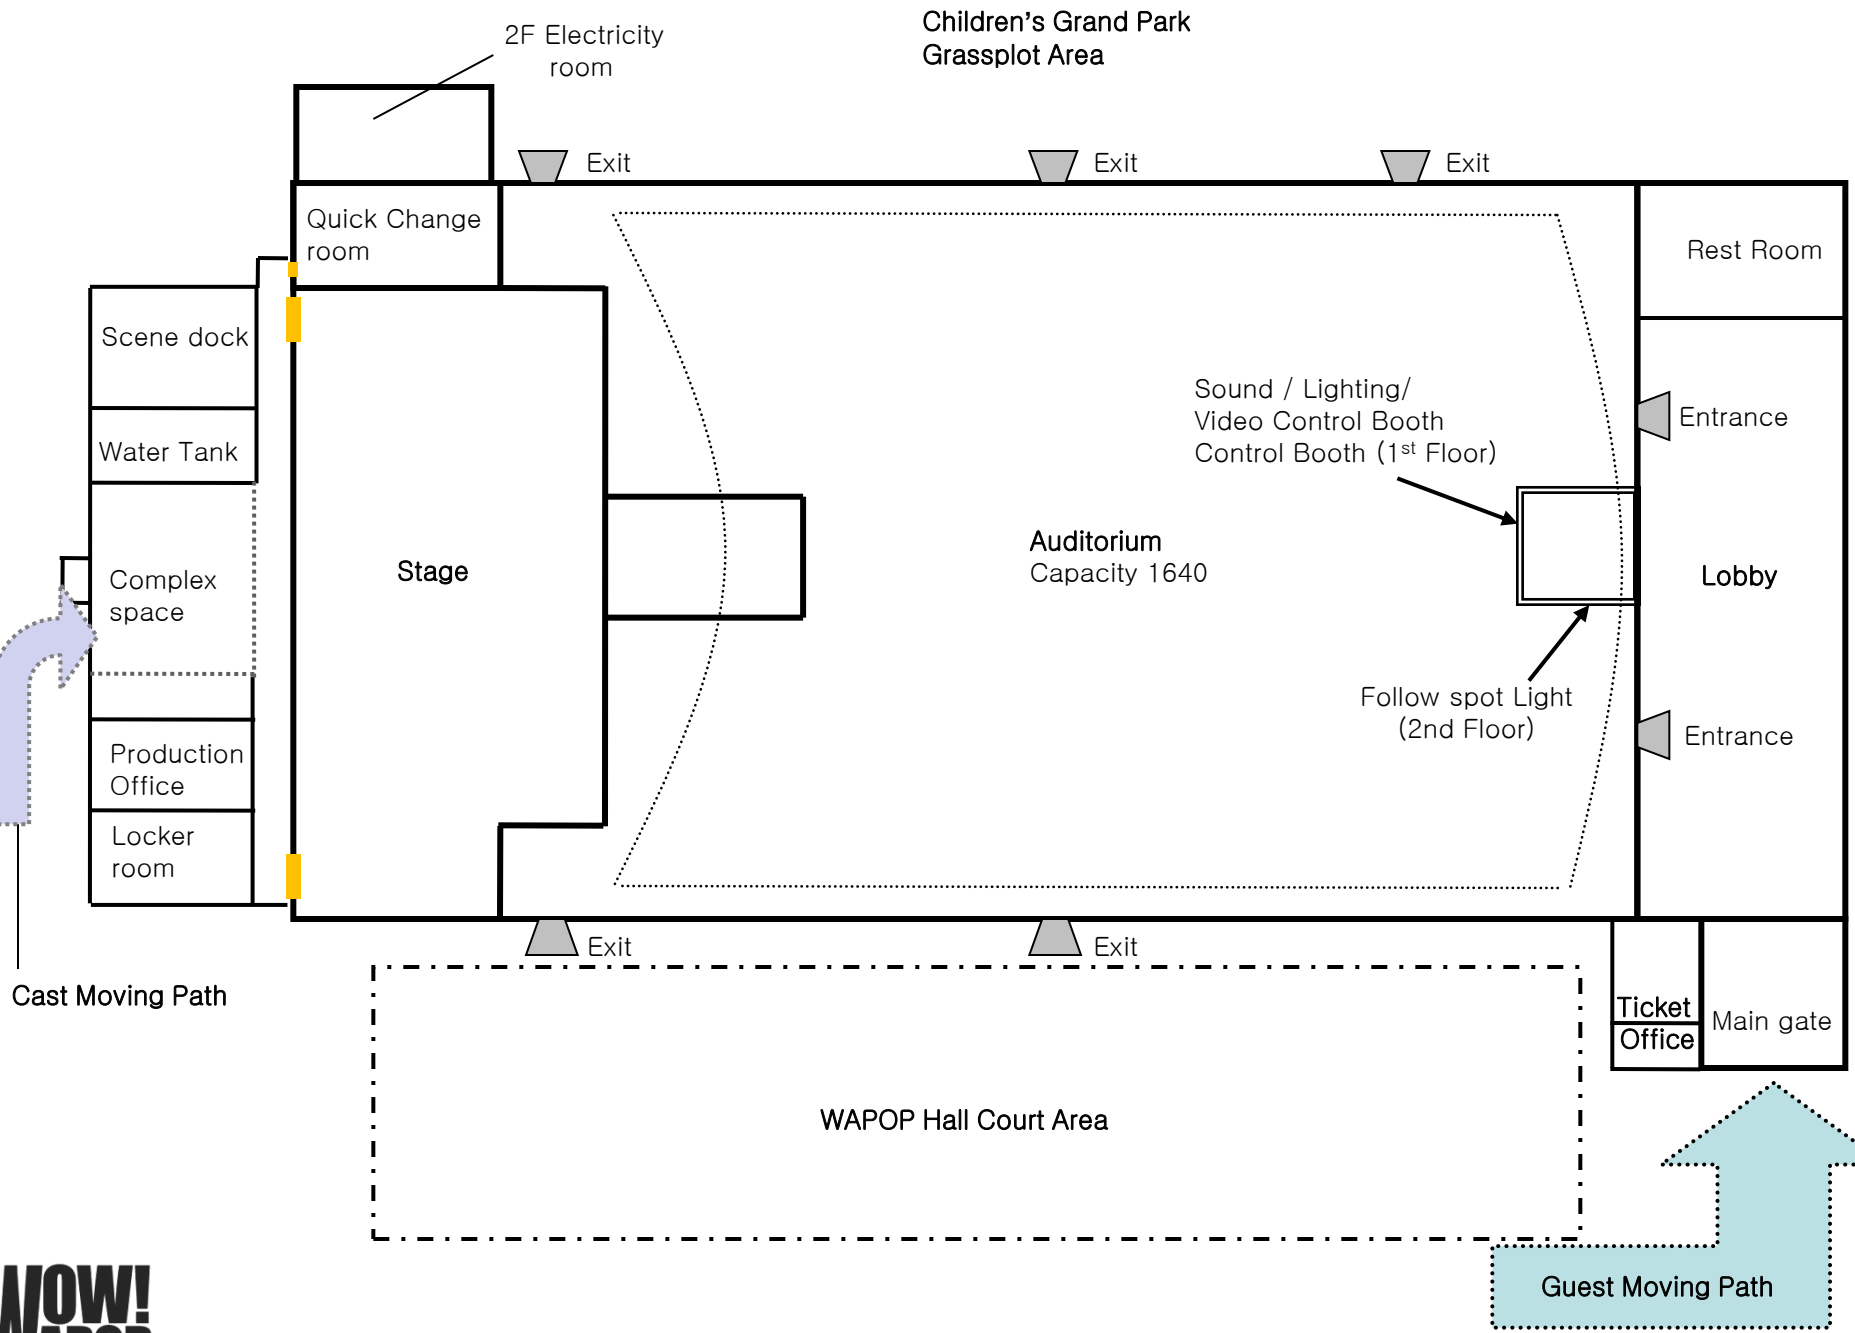 Children's Grand Park
Grassplot Area
2F Electricity
room
Exit
Exit
Exit
Quick Change
room
Rest Room
Scene dock
Sound / Lighting/
Video Control Booth
Control Booth (1st Floor)
Entrance
Water Tank
Auditorium
Capacity 1640
Stage
Complex
space
Lobby
Follow spot Light
(2nd Floor)
Entrance
Production
Office
Locker
room
Exit
Exit
Cast Moving Path
Ticket
Office
Main gate
WAPOP Hall Court Area
Guest Moving Path
WOW!